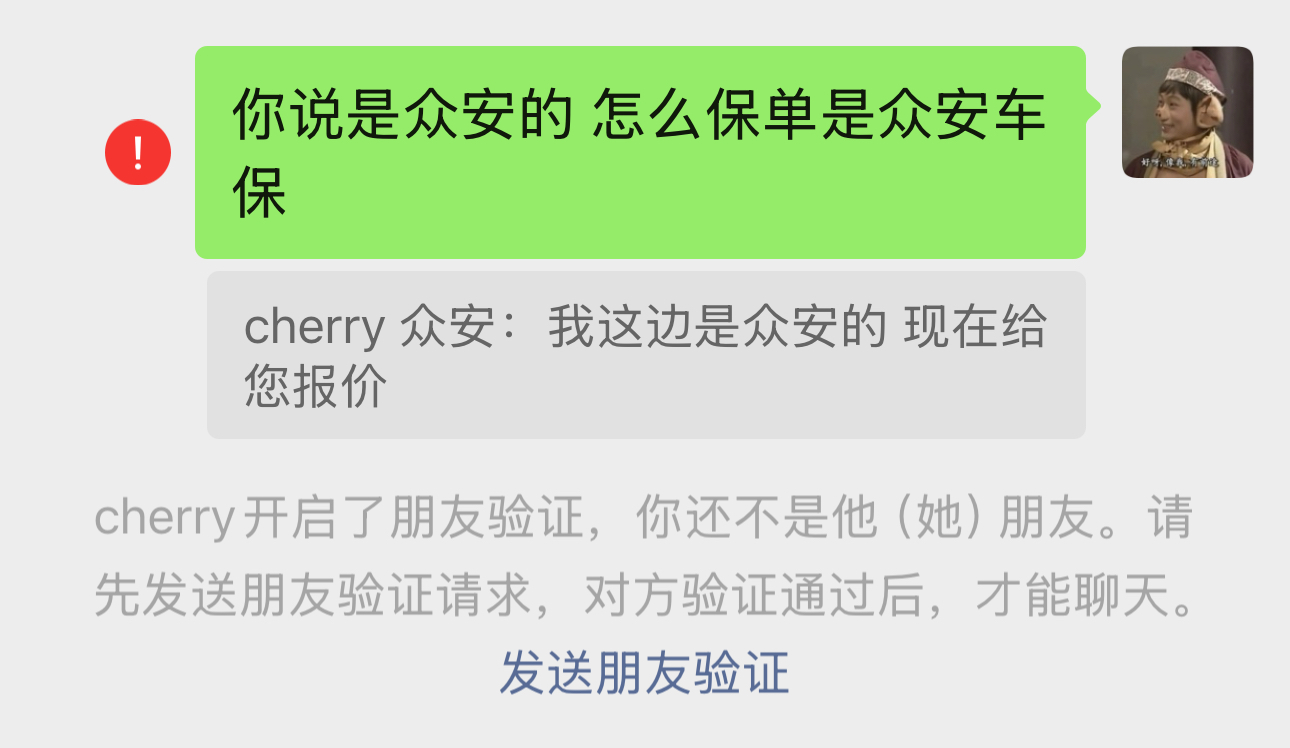 你说是众安的 怎么保单是众安车
保
!
cherry 众安：我这边是众安的 现在给
您报价
cherry开启了朋友验证，你还不是他（她）朋友。请
先发送朋友验证请求，对方验证通过后，才能聊天。
发送朋友验证